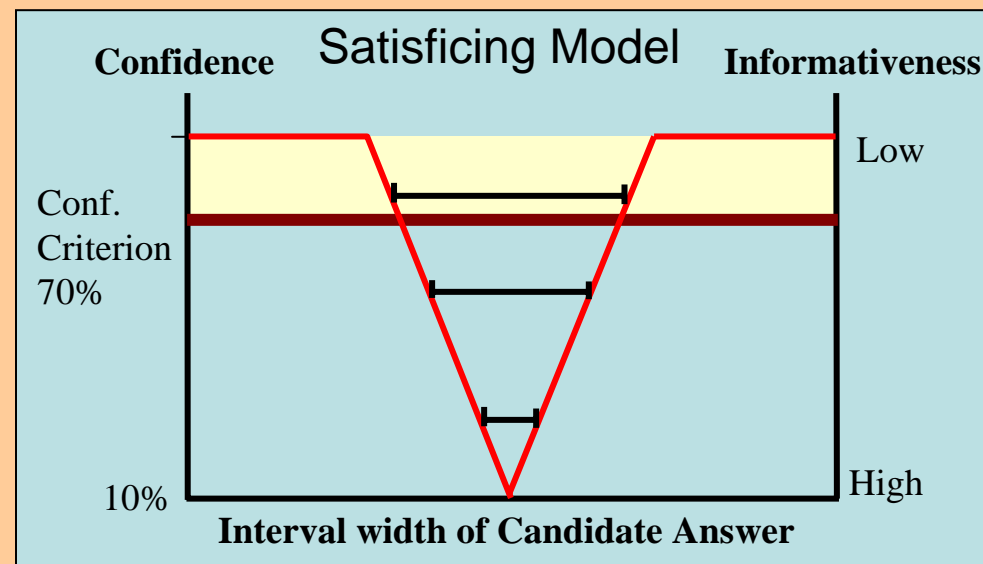 Satisficing Model
Confidence
Informativeness
Low
Conf.
Criterion
70%
10%
High
Interval width of Candidate Answer